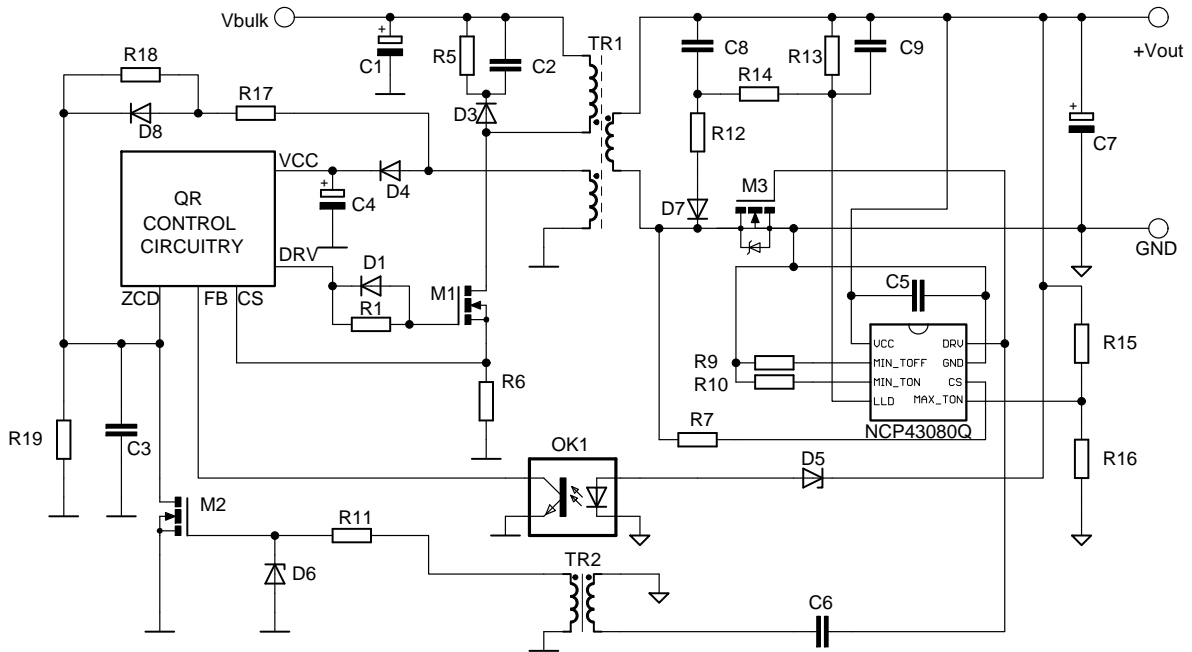 Vbulk
+Vout
TR1
C8
R13
C9
R18
R5
C2
C1
R14
R17
D3
D8
R12
C7
VCC
M3
D4
D7
QR
CONTROL
CIRCUITRY
C4
GND
DRV
D1
C5
ZCD
FB
CS
M1
R1
R15
VCC
DRV
R9
MIN_TOFF
GND
R10
MIN_TON
CS
R6
LLD
MAX_TON
NCP43080Q
R19
C3
R7
OK1
D5
R16
M2
R11
TR2
D6
C6
+
+
+